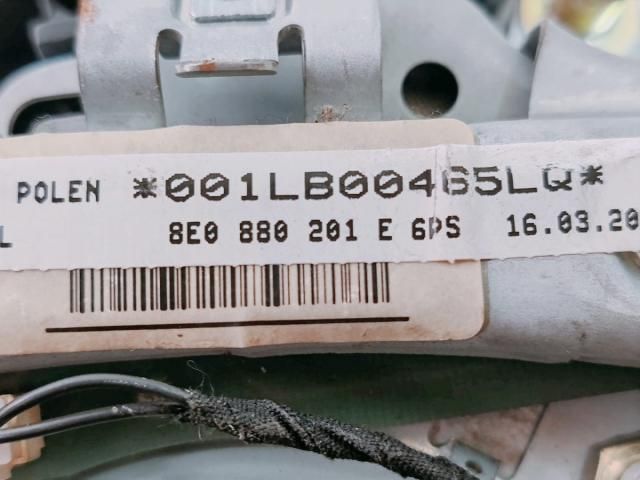 POLEN *001LB00465LQ*
L 8E0 880 201 E 6PS 16.03.20